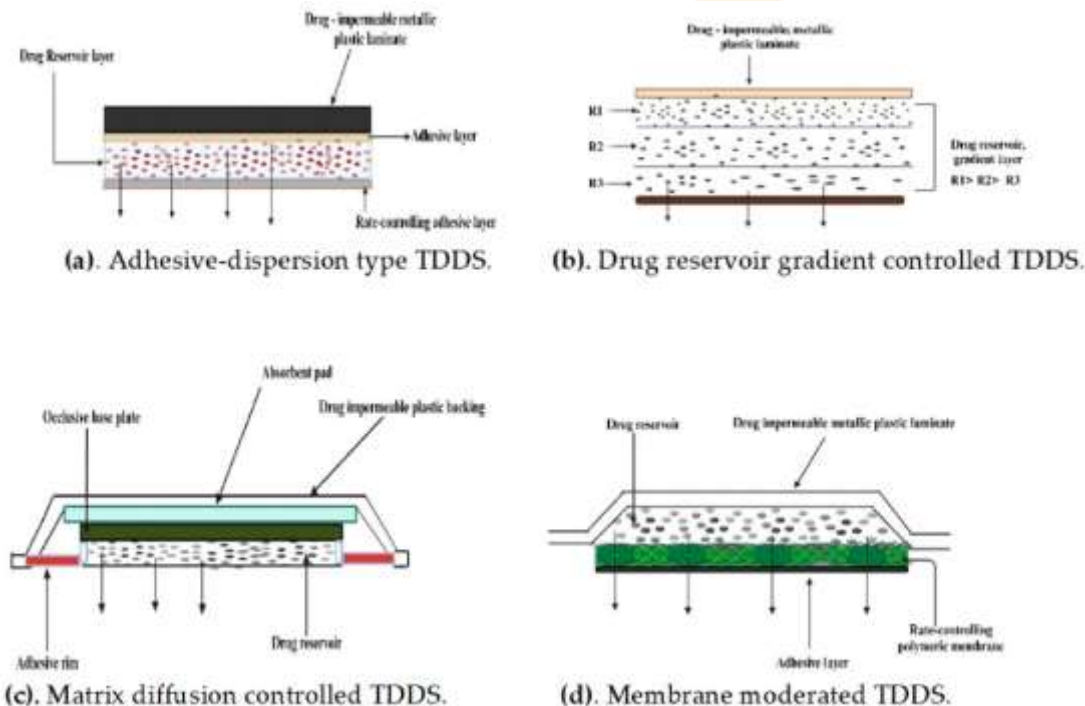 Drug - impermeable metallic
plastic laminate
Drug Reservoir layer
Adhesive layer
Rate-controlling adhesive layer
(a). Adhesive-dispersion type TDDS.
Drug - impermeable metallic
plastic laminate
R1
R2
R3
Drug reservoir,
gradient layer
R1> R2> R3
(b). Drug reservoir gradient controlled TDDS.
Absorbent pad
Drug impermeable plastic backing
Occlusive base plate
Adhesive rim
Drug reservoir
(c). Matrix diffusion controlled TDDS.
Drug reservoir
Drug impermeable metallic plastic laminate
Rate-controlling
polymeric membrane
Adhesive layer
(d). Membrane moderated TDDS.